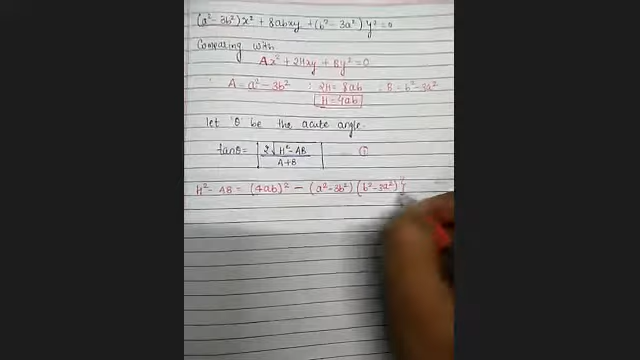 (a² - 3b²)x² + 8abxy + (b² - 3a²) y² = 0
Comparing with
Ax² + 2Hxy + By² = 0
∴ A = a² - 3b² ; 2H = 8ab ; B = b² - 3a²
H = 4ab
let 'θ' be the acute angle.
tanθ = | 2√H² - AB / A + B | ... ①
H² - AB = (4ab)² - (a² - 3b²) (b² - 3a²)